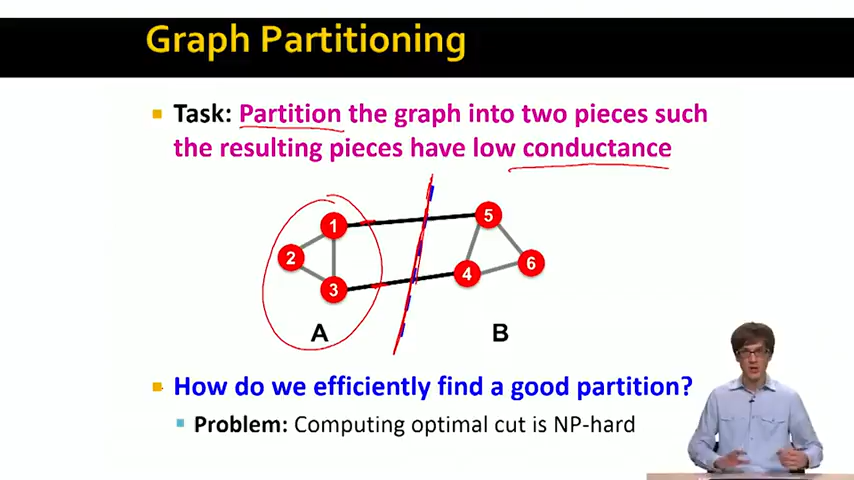 Graph Partitioning
Task: Partition the graph into two pieces such
the resulting pieces have low conductance
1
5
2
6
4
3
A
B
How do we efficiently find a good partition?
Problem: Computing optimal cut is NP-hard